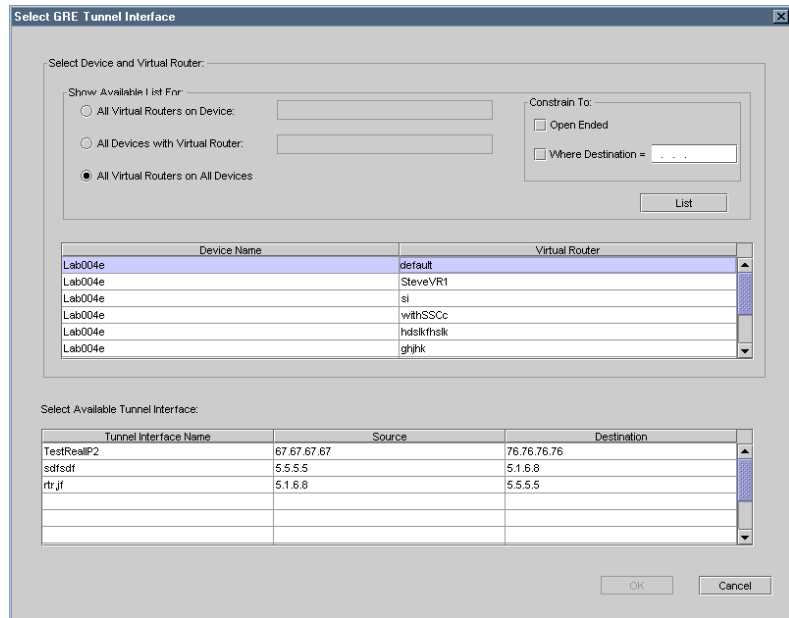 Select GRE Tunnel Interface
Select Device and Virtual Router:
Show Available List For:
All Virtual Routers on Device:
All Devices with Virtual Router:
All Virtual Routers on All Devices
Constrain To:
Open Ended
Where Destination = . . .
List
Device Name Virtual Router
Lab004e default
Lab004e SteveVR1
Lab004e si
Lab004e withSSCc
Lab004e hdslkfhslk
Lab004e ghjhk
Select Available Tunnel Interface:
Tunnel Interface Name Source Destination
TestRealIP2 67.67.67.67 76.76.76.76
sdfsdf 5.5.5.5 5.1.6.8
rtr,jf 5.1.6.8 5.5.5.5
OK Cancel